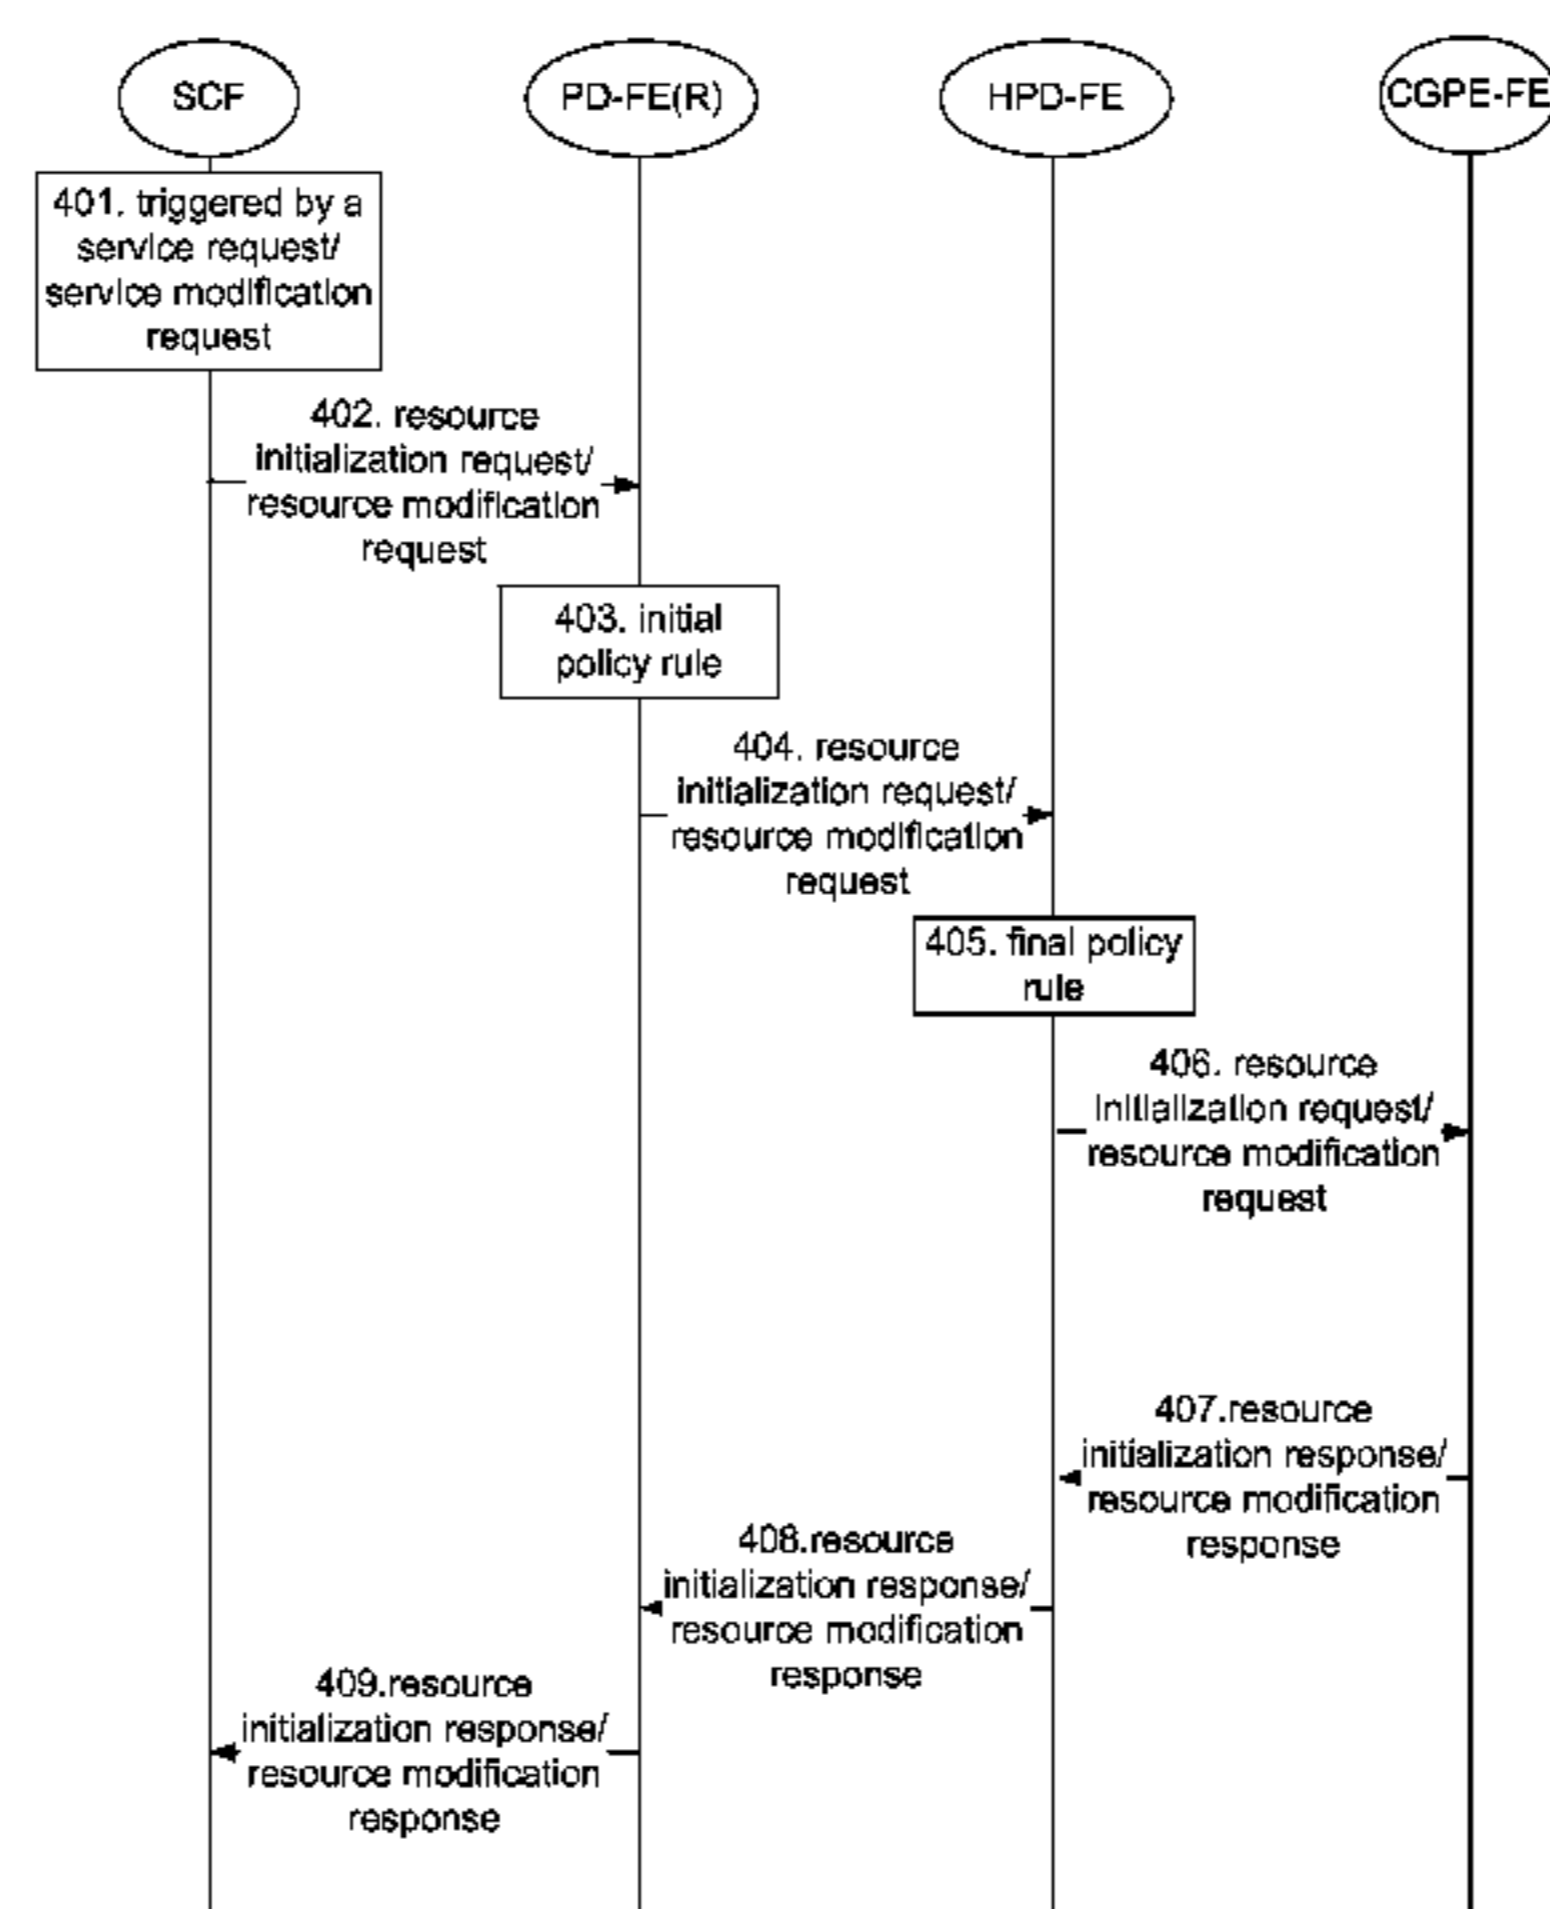 SCF
PD-FE(R)
HPD-FE
CGPE-FE
401. triggered by a
service request/
service modification
request
402. resource
initialization request/
resource modification
request
403. initial
policy rule
404. resource
initialization request/
resource modification
request
405. final policy
rule
406. resource
initialization request/
resource modification
request
407.resource
initialization response/
resource modification
response
408.resource
initialization response/
resource modification
response
409.resource
initialization response/
resource modification
response